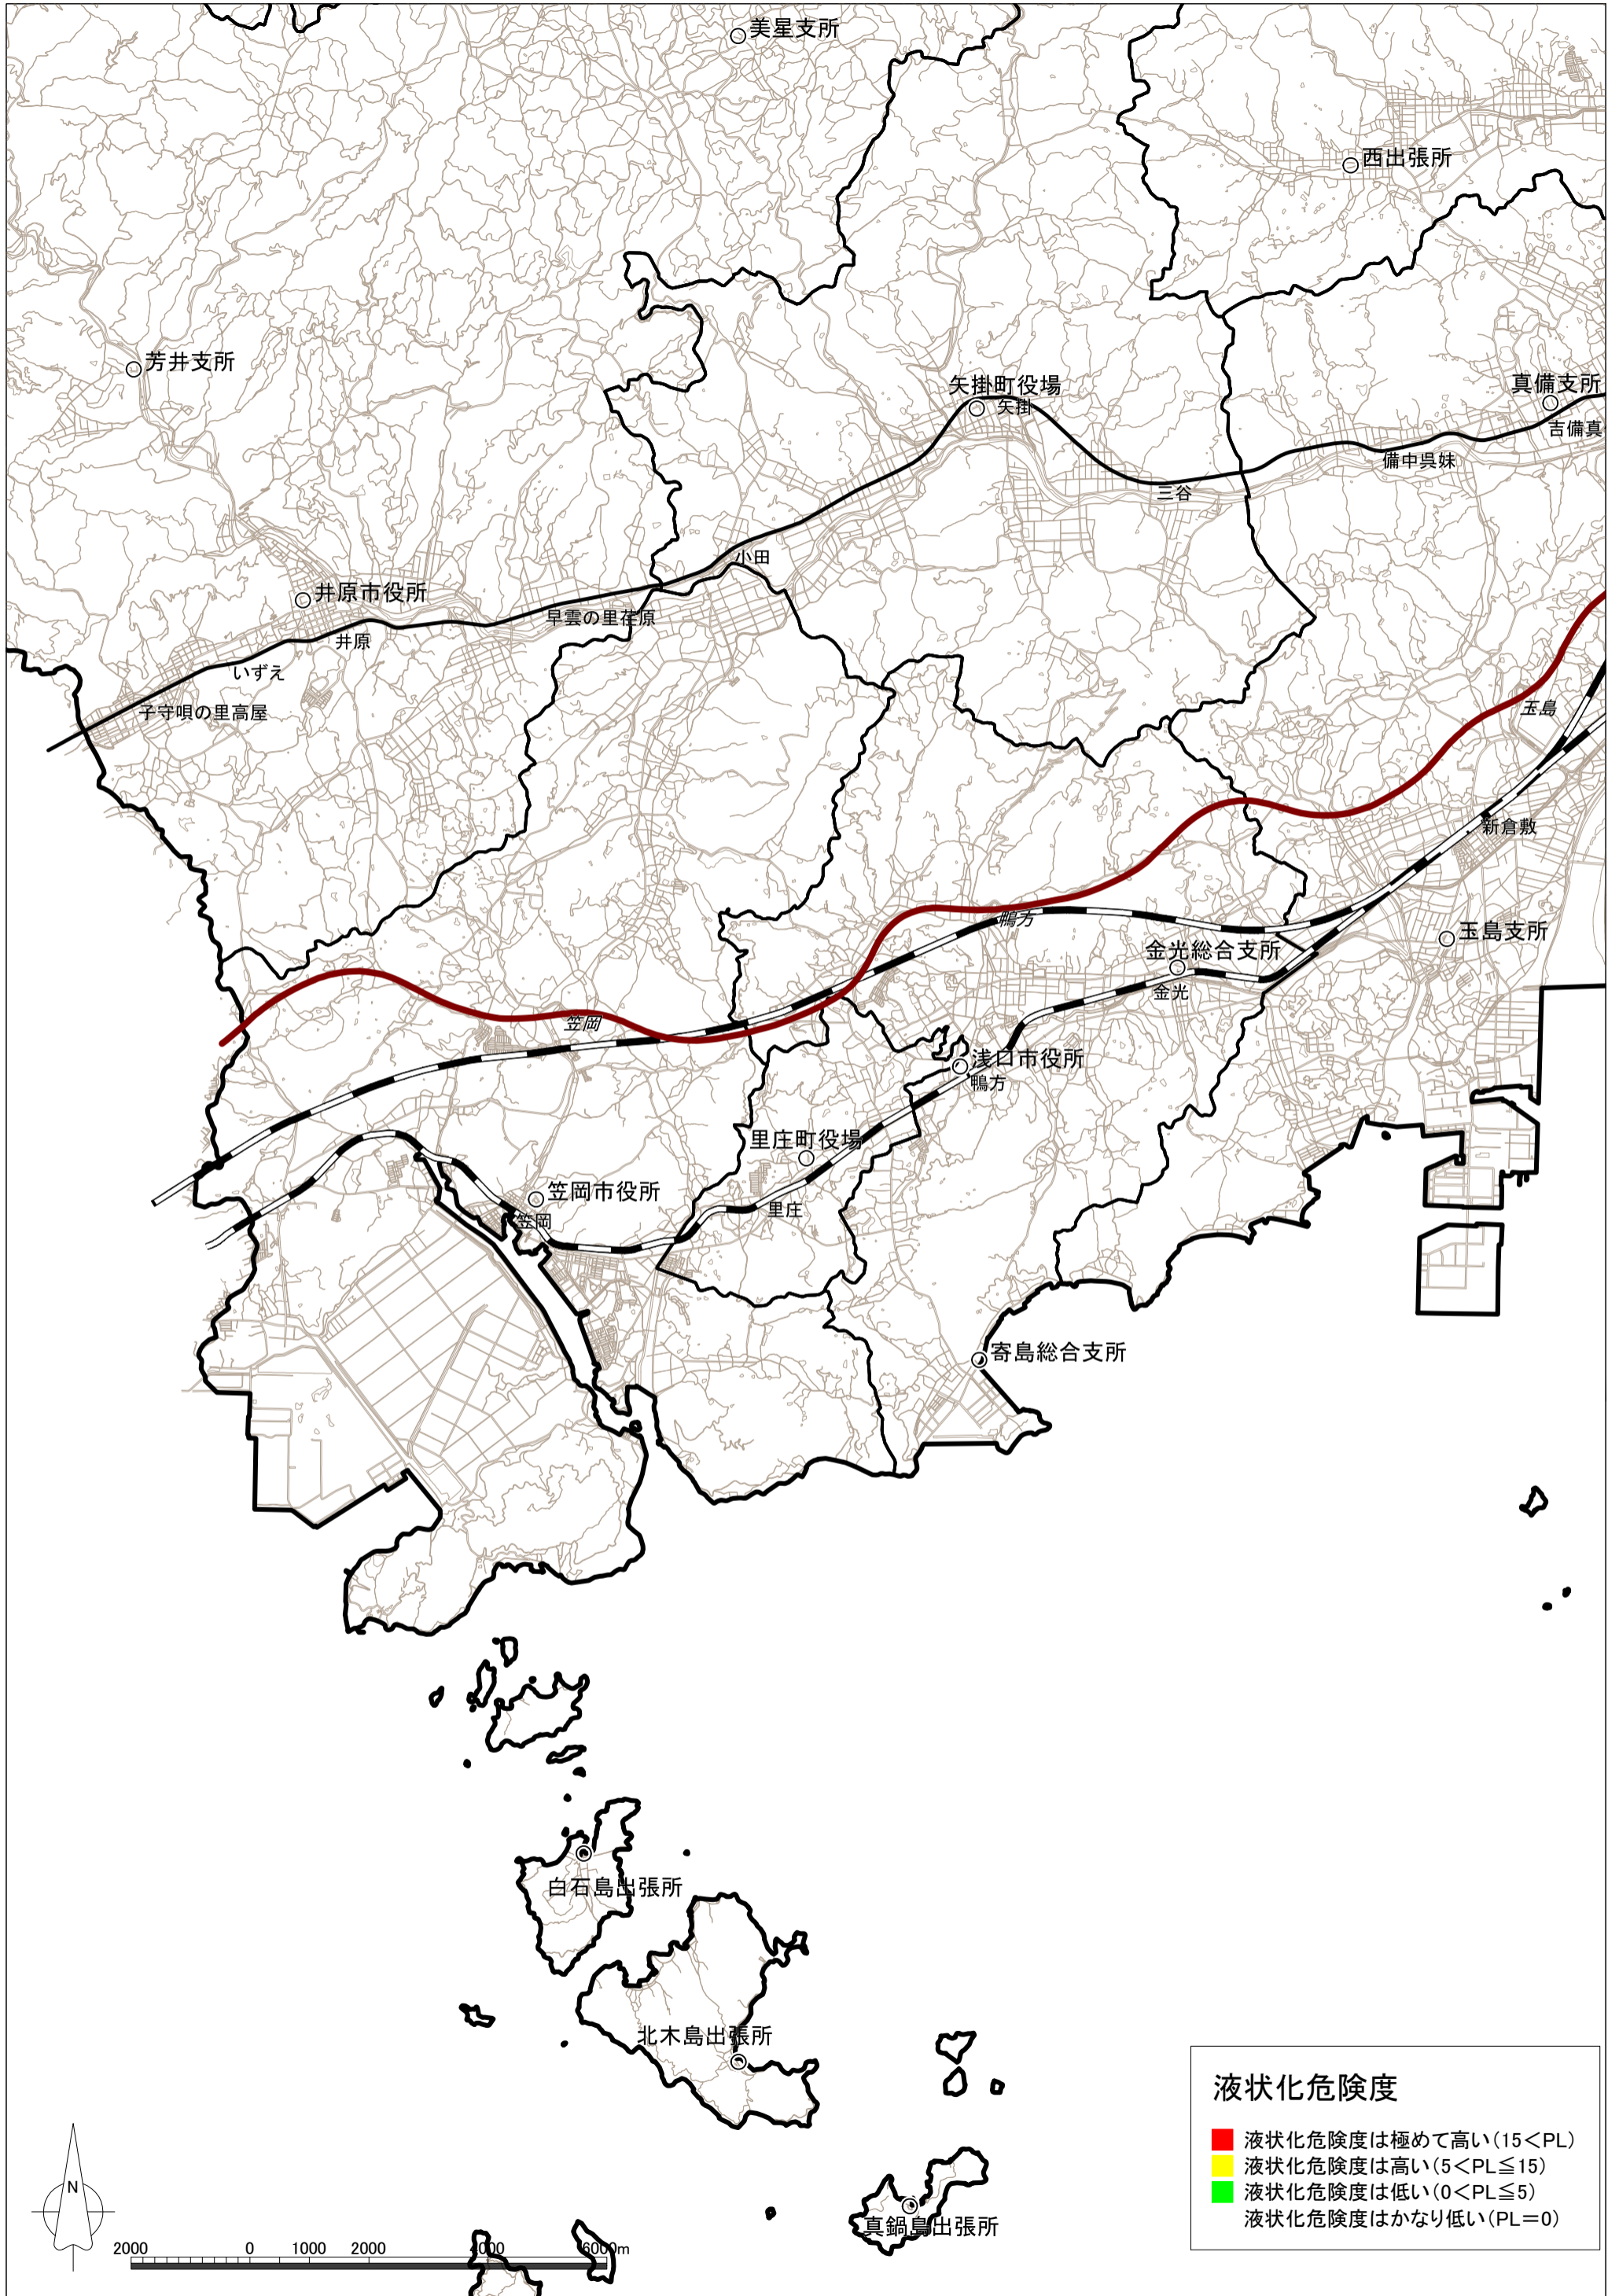 美星支所
西出張所
芳井支所
矢掛町役場
矢掛
真備支所
吉備真
備中呉妹
三谷
小田
井原市役所
早雲の里荏原
井原
いずえ
子守唄の里高屋
玉島
新倉敷
鴨方
玉島支所
金光総合支所
金光
笠岡
浅口市役所
鴨方
里庄町役場
笠岡市役所
里庄
笠岡
寄島総合支所
白石島出張所
北木島出張所
真鍋島出張所
液状化危険度
液状化危険度は極めて高い(15<PL)
液状化危険度は高い(5<PL≦15)
液状化危険度は低い(0<PL≦5)
液状化危険度はかなり低い(PL=0)
N
2000 0 1000 2000 4000 6000m